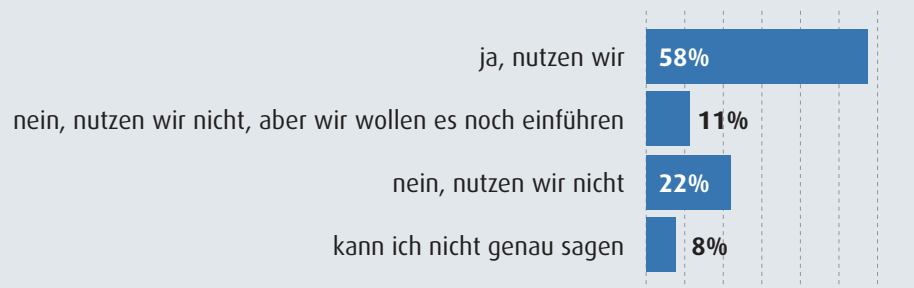 ja, nutzen wir 58%
nein, nutzen wir nicht, aber wir wollen es noch einführen 11%
nein, nutzen wir nicht 22%
kann ich nicht genau sagen 8%